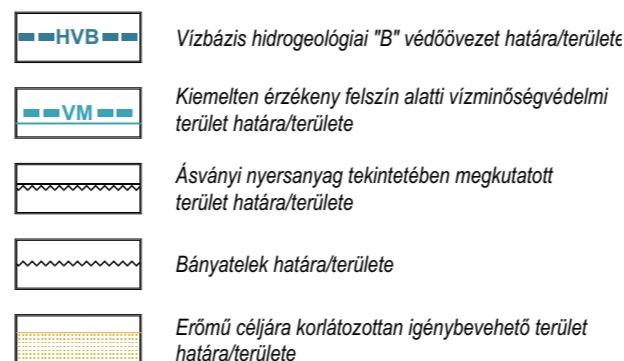 HVB
Vízbázis hidrogeológiai "B" védőövezet határa/területe
VM
Kiemelten érzékeny felszín alatti vízminőségvédelmi
terület határa/területe
Ásványi nyersanyag tekintetében megkutatott
terület határa/területe
Bányatelek határa/területe
Erőmű céljára korlátozottan igénybevehető terület
határa/területe